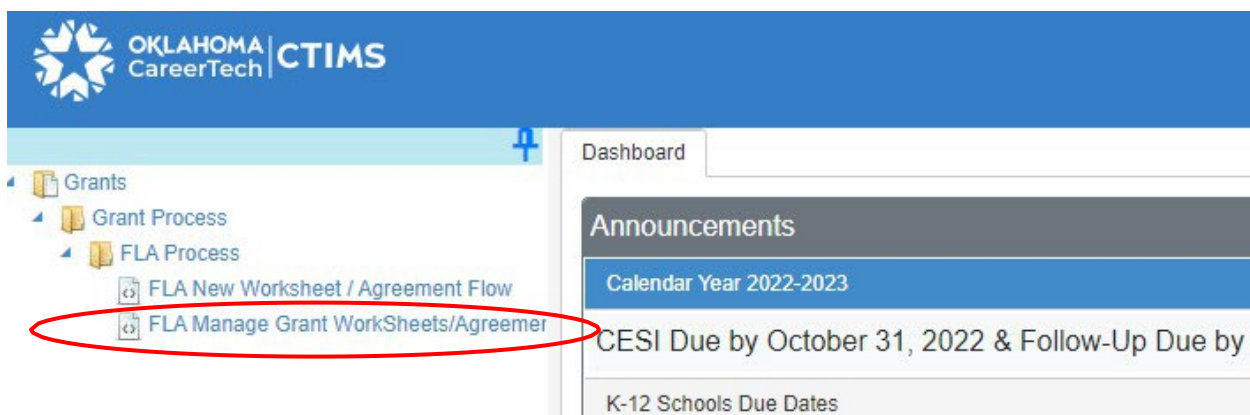 OKLAHOMA
CareerTech
CTIMS
Grants
Grant Process
FLA Process
FLA New Worksheet / Agreement Flow
FLA Manage Grant WorkSheets/Agreemer
Dashboard
Announcements
Calendar Year 2022-2023
CESI Due by October 31, 2022 & Follow-Up Due by
K-12 Schools Due Dates